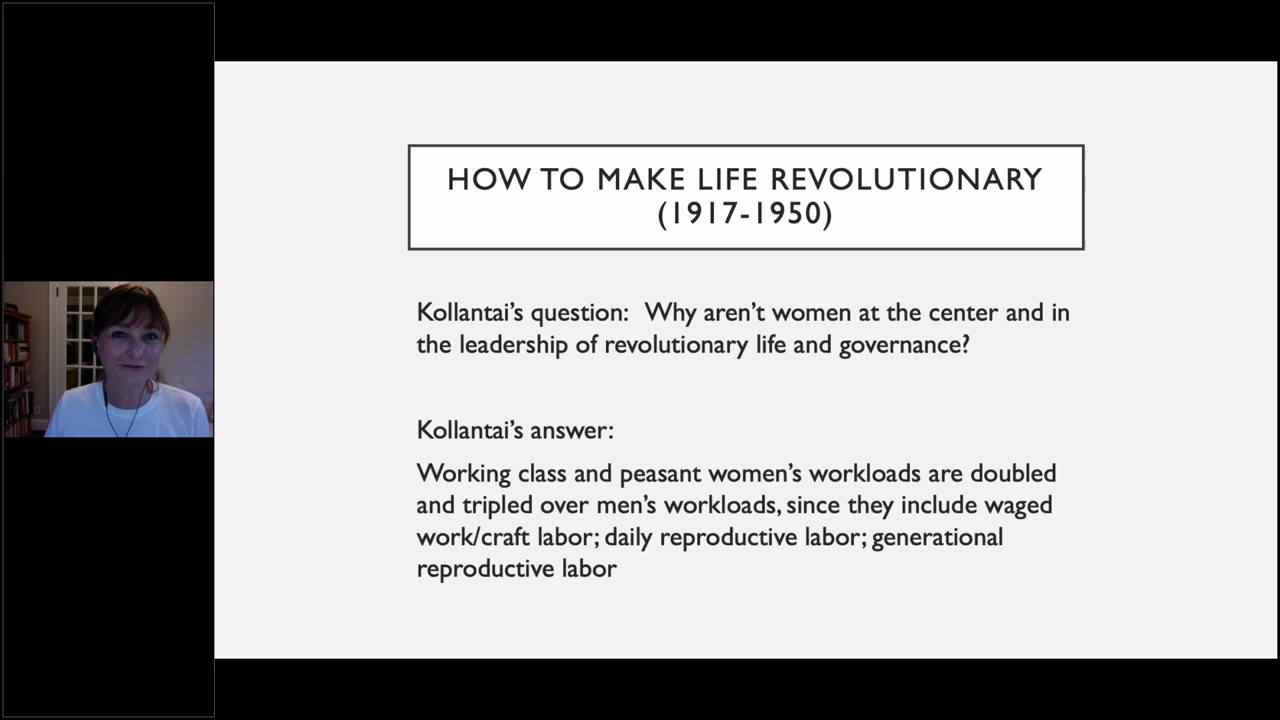 HOW TO MAKE LIFE REVOLUTIONARY
(1917-1950)
Kollantai’s question: Why aren’t women at the center and in
the leadership of revolutionary life and governance?
Kollantai’s answer:
Working class and peasant women’s workloads are doubled
and tripled over men’s workloads, since they include waged
work/craft labor; daily reproductive labor; generational
reproductive labor